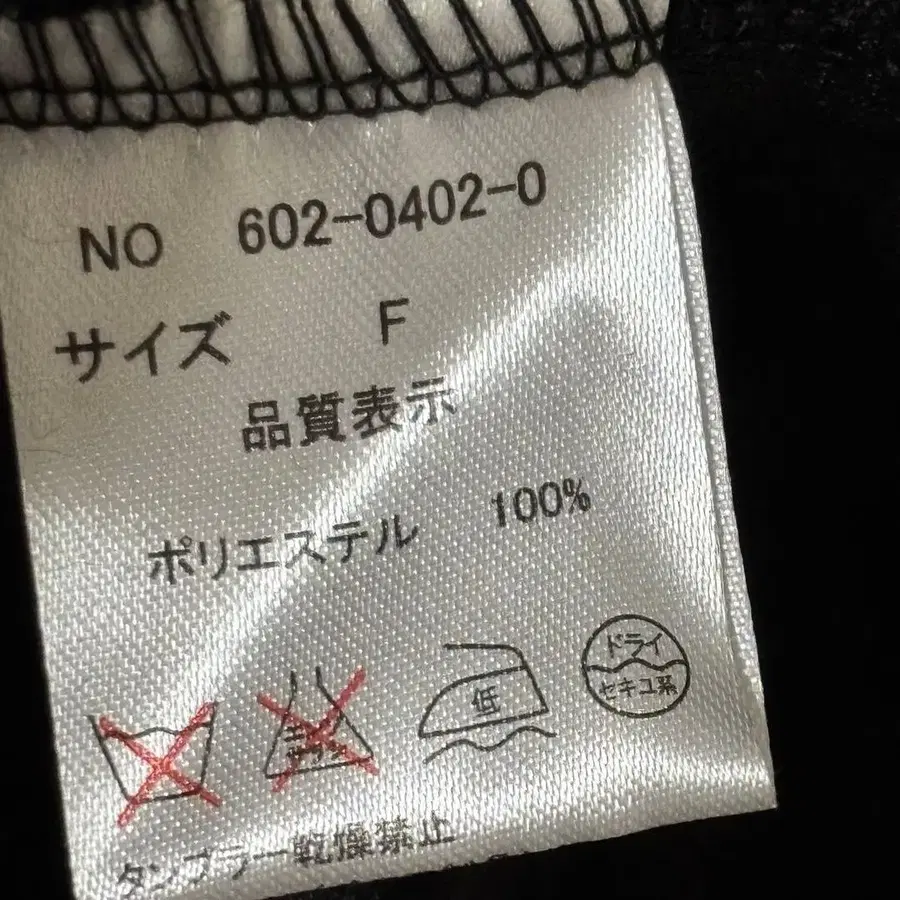 NO 602-0402-0
サイズ F
品質表示
ポリエステル 100%
低
ドライ
セキユ系
タンブラー乾燥禁止